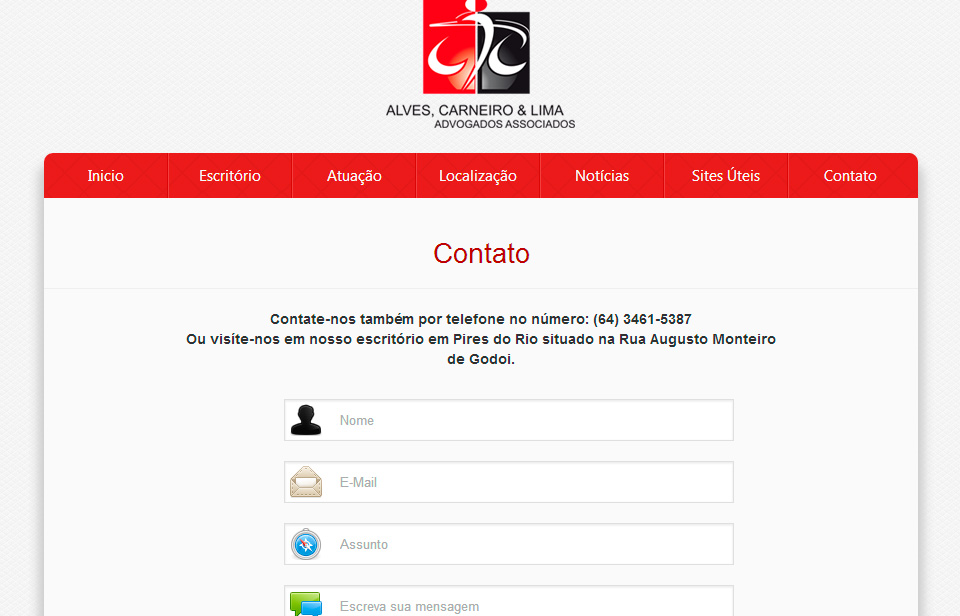 ALVES, CARNEIRO & LIMA
ADVOGADOS ASSOCIADOS
Inicio Escritório Atuação Localização Notícias Sites Úteis Contato
Contato
Contate-nos também por telefone no número: (64) 3461-5387
Ou visíte-nos em nosso escritório em Pires do Rio situado na Rua Augusto Monteiro
de Godoi.
Nome
E-Mail
Assunto
Escreva sua mensagem